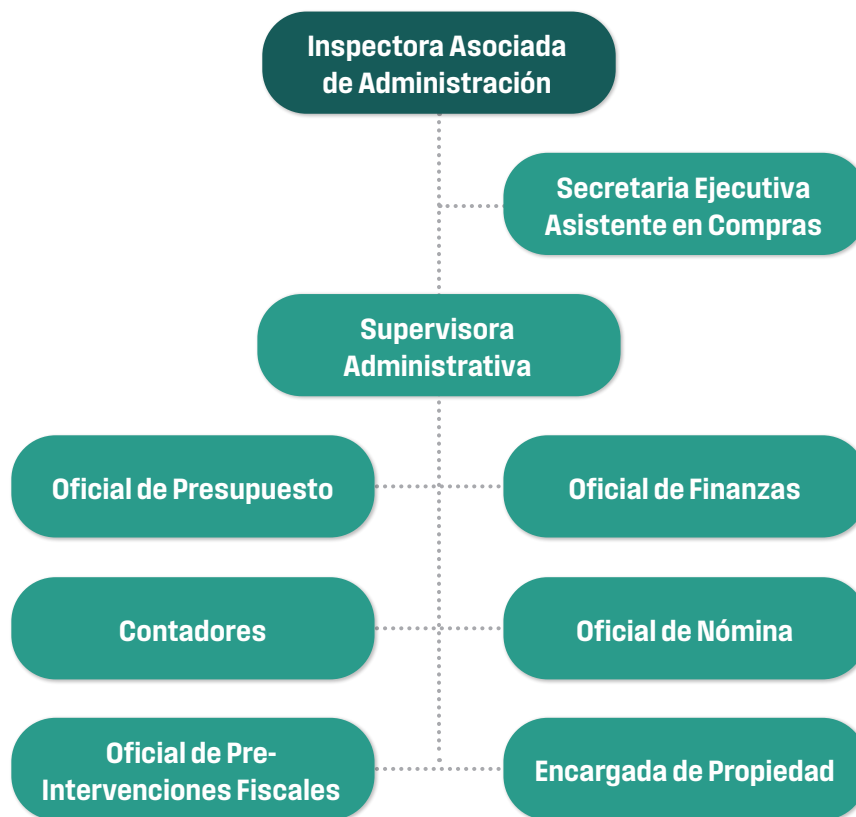 Inspectora Asociada
de Administración
Secretaria Ejecutiva
Asistente en Compras
Supervisora
Administrativa
Oficial de Presupuesto
Oficial de Finanzas
Contadores
Oficial de Nómina
Oficial de Pre-
Intervenciones Fiscales
Encargada de Propiedad